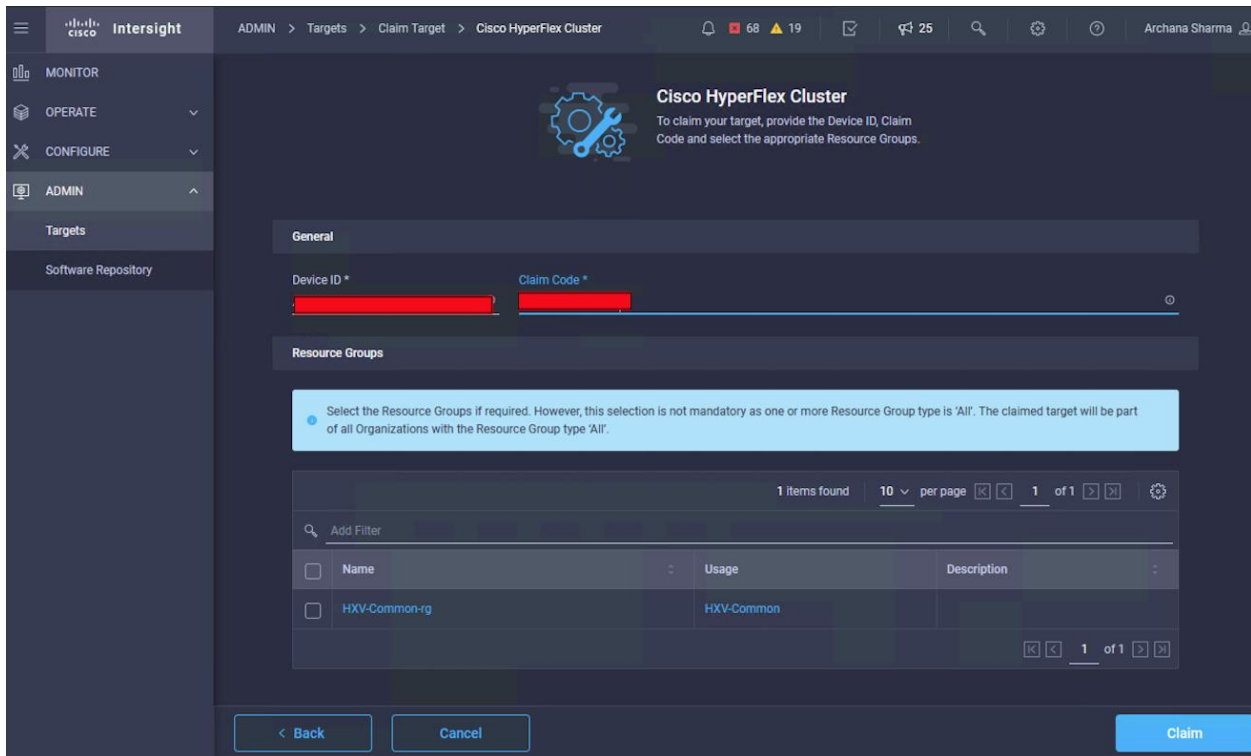 cisco Intersight
ADMIN > Targets > Claim Target > Cisco HyperFlex Cluster
68 19 25 Archana Sharma
MONITOR
OPERATE
CONFIGURE
ADMIN
Targets
Software Repository
Cisco HyperFlex Cluster
To claim your target, provide the Device ID, Claim
Code and select the appropriate Resource Groups.
General
Device ID * Claim Code *
Resource Groups
Select the Resource Groups if required. However, this selection is not mandatory as one or more Resource Group type is 'All'. The claimed target will be part
of all Organizations with the Resource Group type 'All'.
1 items found 10 per page 1 of 1
Add Filter
Name Usage Description
HXV-Common-rg HXV-Common
1 of 1
< Back Cancel Claim